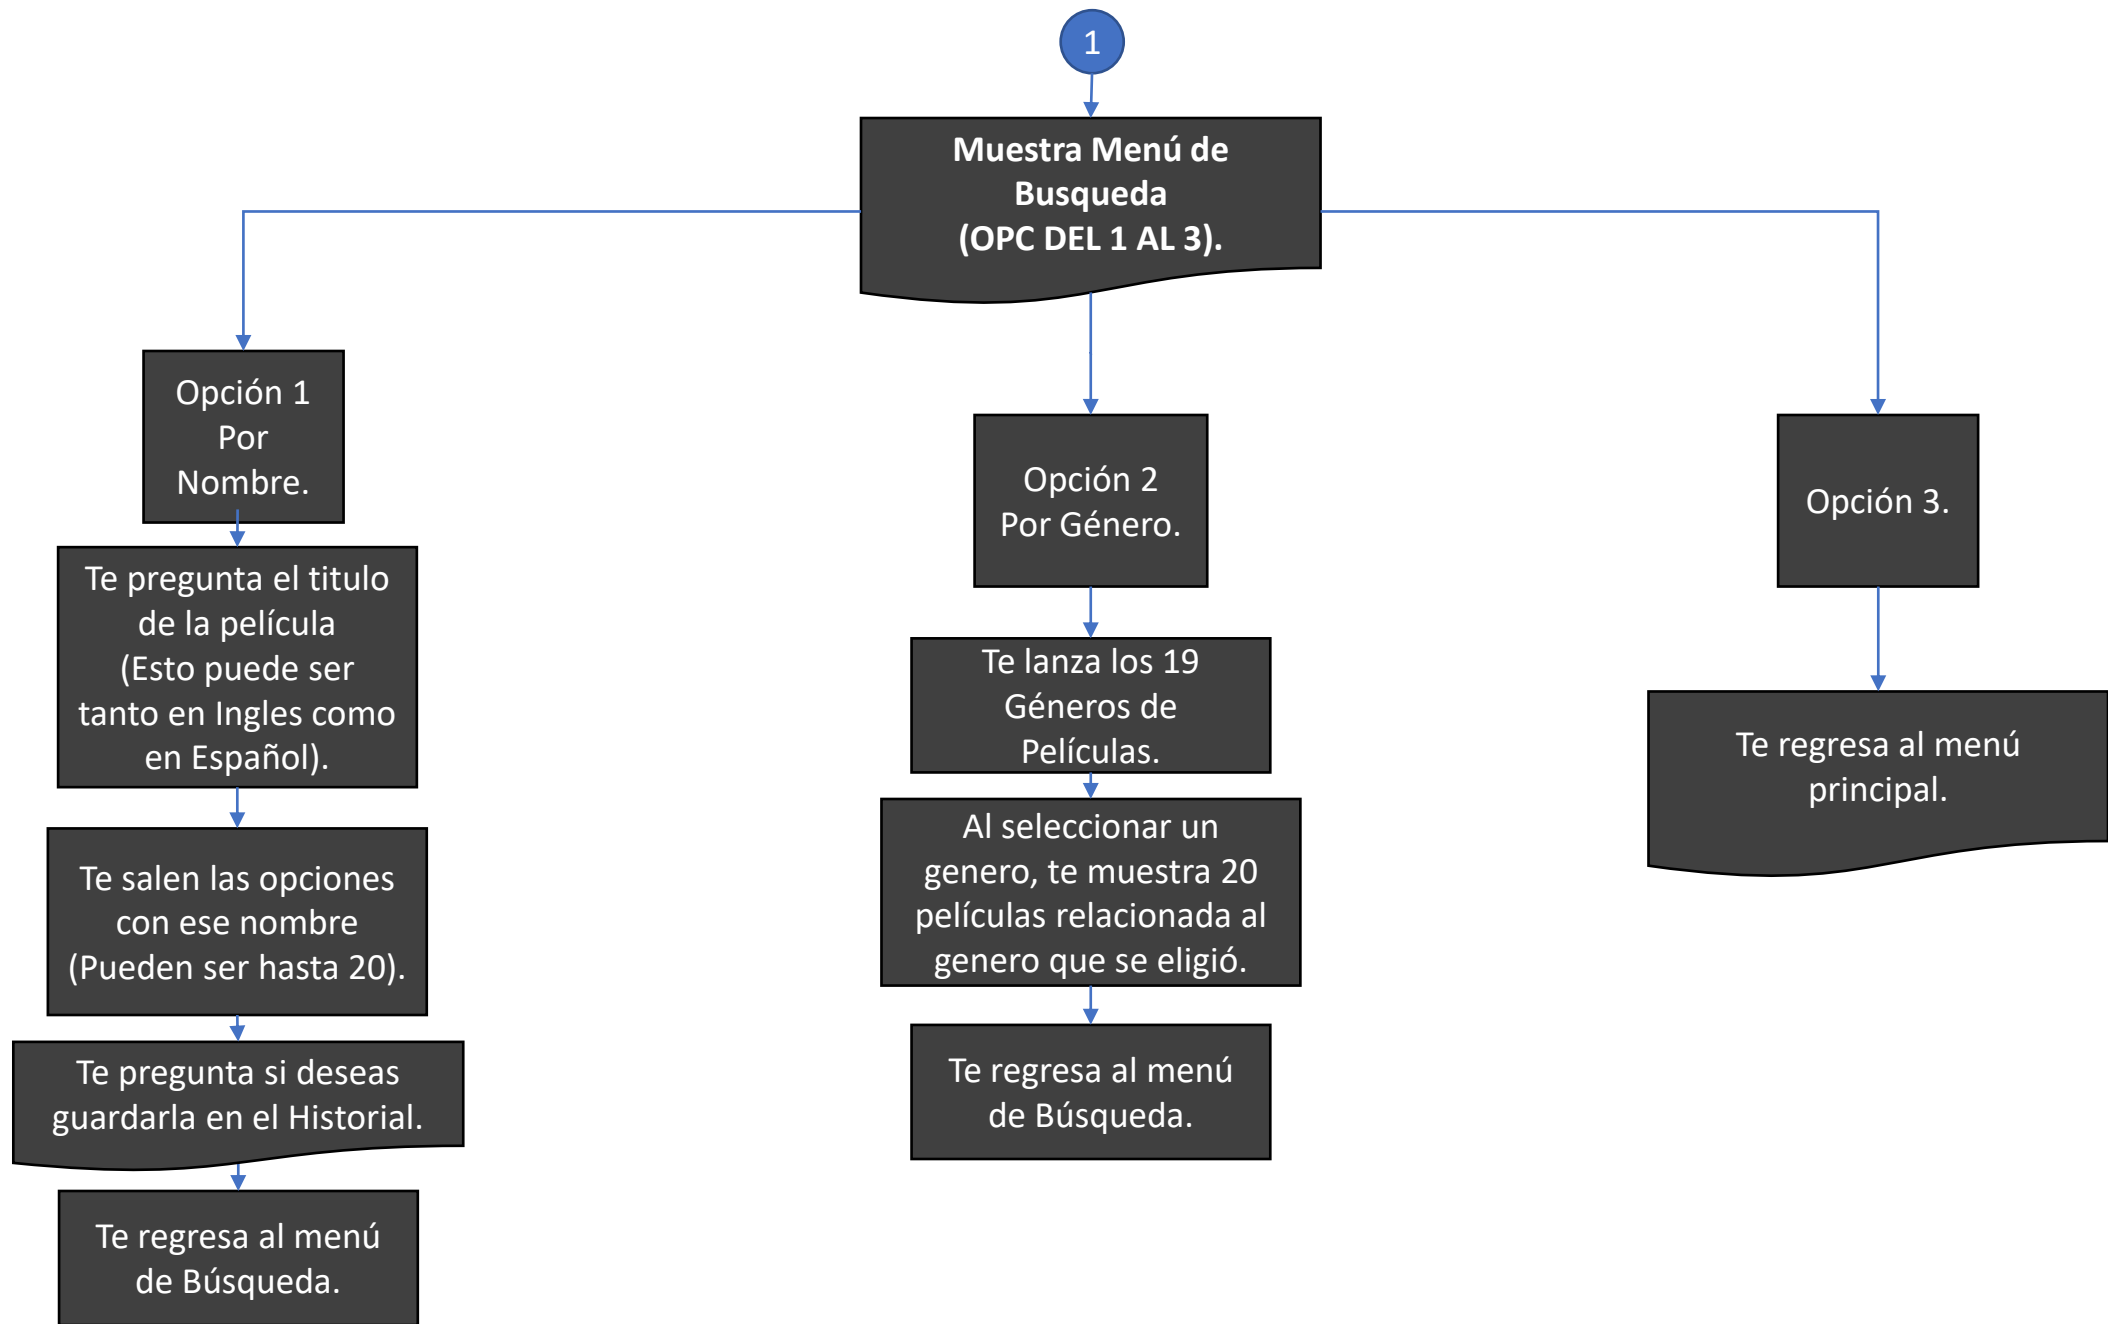 1
Muestra Menú de
Busqueda
(OPC DEL 1 AL 3).
Opción 1
Por
Nombre.
Te pregunta el titulo
de la película
(Esto puede ser
tanto en Ingles como
en Español).
Te salen las opciones
con ese nombre
(Pueden ser hasta 20).
Te pregunta si deseas
guardarla en el Historial.
Te regresa al menú
de Búsqueda.
Opción 2
Por Género.
Te lanza los 19
Géneros de
Películas.
Al seleccionar un
genero, te muestra 20
películas relacionada al
genero que se eligió.
Te regresa al menú
de Búsqueda.
Opción 3.
Te regresa al menú
principal.